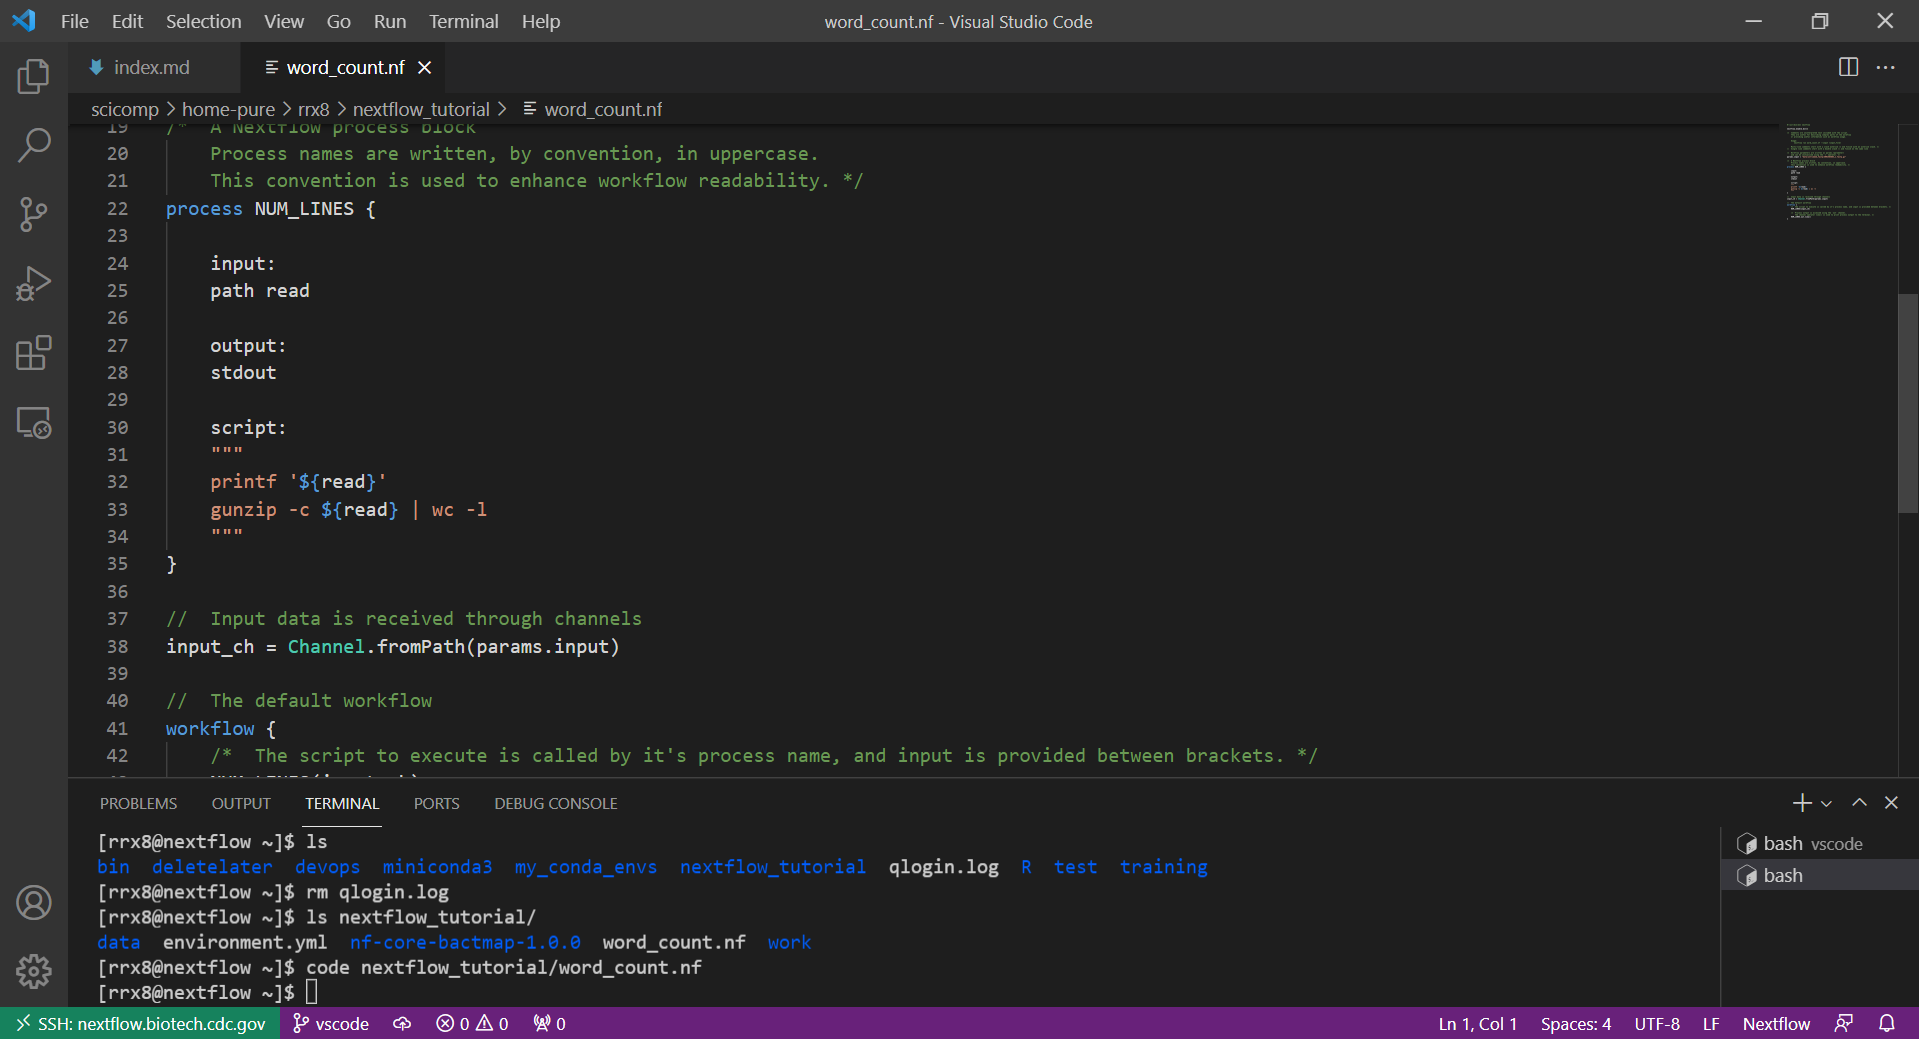 File Edit Selection View Go Run Terminal Help word_count.nf - Visual Studio Code
index.md word_count.nf
scicomp > home-pure > rrx8 > nextflow_tutorial > word_count.nf
19 /* A Nextflow process block
20 Process names are written, by convention, in uppercase.
21 This convention is used to enhance workflow readability. */
22 process NUM_LINES {
23
24 input:
25 path read
26
27 output:
28 stdout
29
30 script:
31 """
32 printf '${read}'
33 gunzip -c ${read} | wc -l
34 """
35 }
36
37 // Input data is received through channels
38 input_ch = Channel.fromPath(params.input)
39
40 // The default workflow
41 workflow {
42 /* The script to execute is called by it's process name, and input is provided between brackets. */
PROBLEMS OUTPUT TERMINAL PORTS DEBUG CONSOLE
[rrx8@nextflow ~]$ ls
bin deletelater devops miniconda3 my_conda_envs nextflow_tutorial qlogin.log R test training
[rrx8@nextflow ~]$ rm qlogin.log
[rrx8@nextflow ~]$ ls nextflow_tutorial/
data environment.yml nf-core-bactmap-1.0.0 word_count.nf work
[rrx8@nextflow ~]$ code nextflow_tutorial/word_count.nf
[rrx8@nextflow ~]$
bash vscode
bash
SSH: nextflow.biotech.cdc.gov vscode 0 0 0 Ln 1, Col 1 Spaces: 4 UTF-8 LF Nextflow